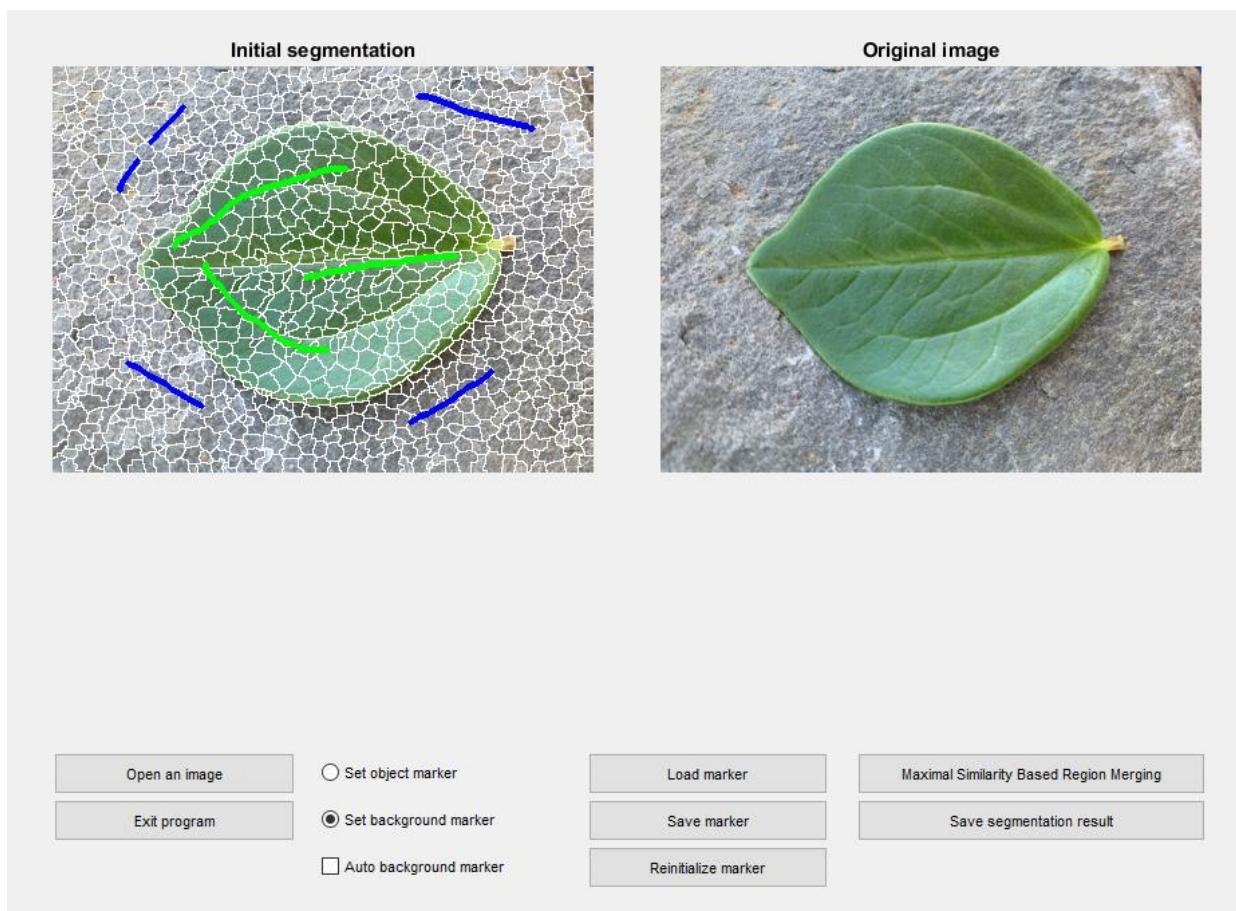 Initial segmentation
Original image
Open an image
Set object marker
Load marker
Maximal Similarity Based Region Merging
Exit program
Set background marker
Save marker
Save segmentation result
Auto background marker
Reinitialize marker